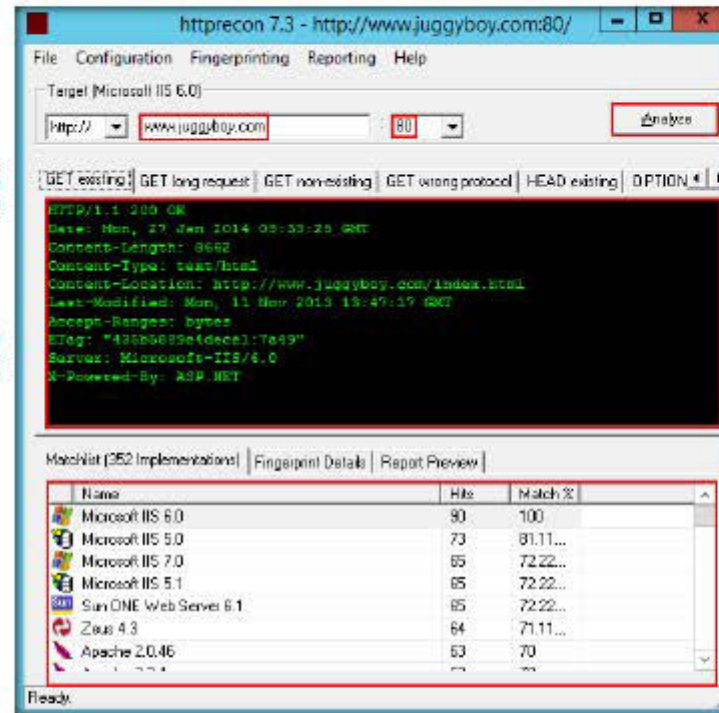 httprecon 7.3 - http://www.juggyboy.com:80/
File Configuration Fingerprinting Reporting Help
Target (Microsoft IIS 6.0)
http:// www.juggyboy.com : 80 Analyze
GET existing GET long request GET non-existing GET wrong protocol HEAD existing OPTION
HTTP/1.1 200 OK
Date: Mon, 27 Jan 2014 09:53:25 GMT
Content-Length: 8662
Content-Type: text/html
Content-Location: http://www.juggyboy.com/index.html
Last-Modified: Mon, 11 Nov 2013 13:47:17 GMT
Accept-Ranges: bytes
ETag:
Server: Microsoft-IIS/6.0
X-Powered-By: ASP.NET
Matchlist (352 Implementations) Fingerprint Details Report Preview
Name Hits Match %
Microsoft IIS 6.0 90 100
Microsoft IIS 5.0 73 81.11...
Microsoft IIS 7.0 65 72.22...
Microsoft IIS 5.1 65 72.22...
Sun ONE Web Server 6.1 65 72.22...
Zeus 4.3 64 71.11...
Apache 2.0.46 63 70
Ready.